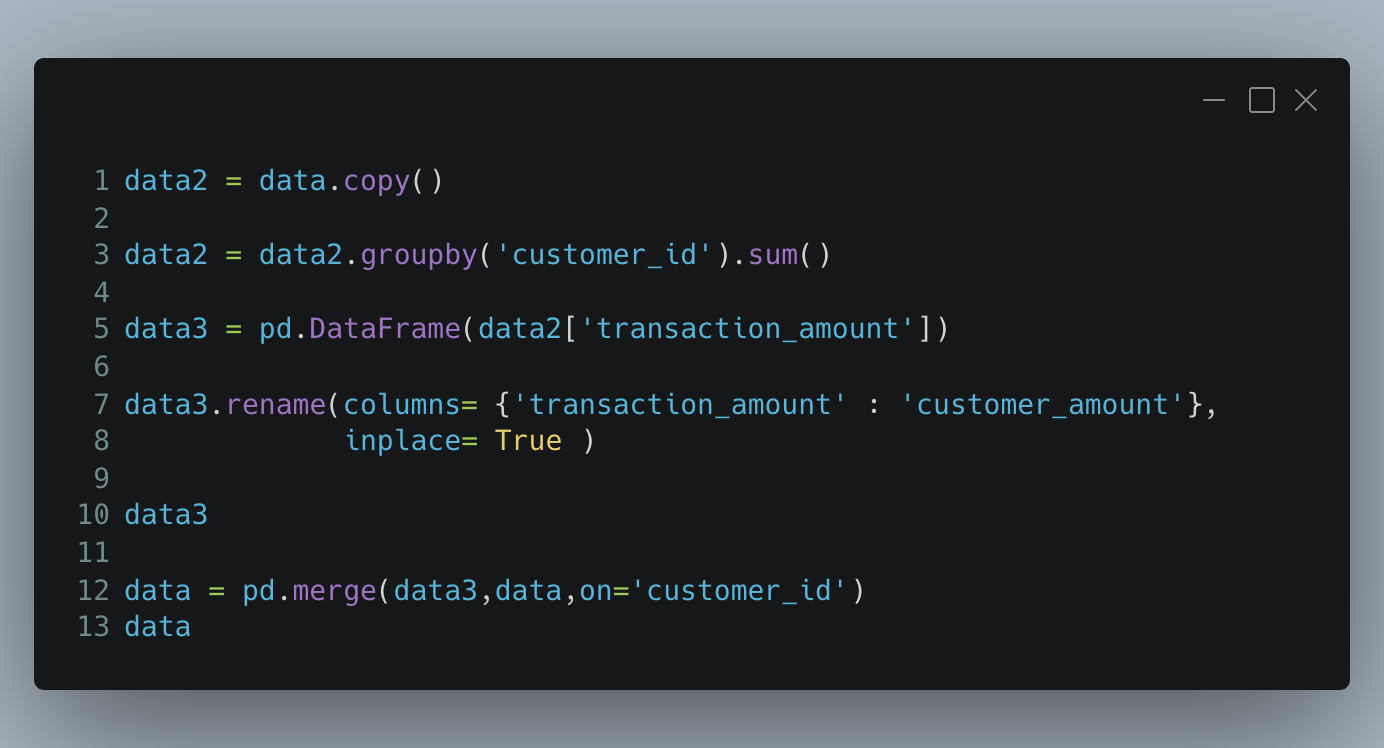 1 data2 = data.copy()
2
3 data2 = data2.groupby('customer_id').sum()
4
5 data3 = pd.DataFrame(data2['transaction_amount'])
6
7 data3.rename(columns= {'transaction_amount' : 'customer_amount'},
8              inplace= True )
9
10 data3
11
12 data = pd.merge(data3,data,on='customer_id')
13 data